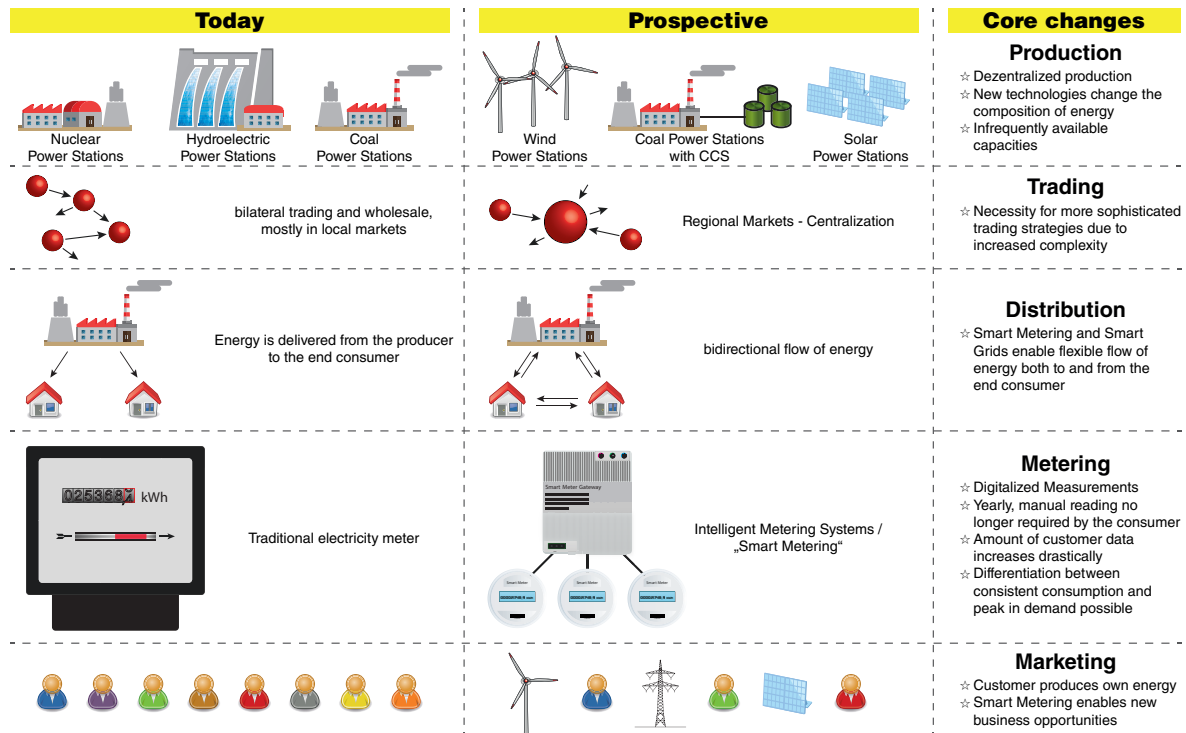 Today
Prospective
Core changes
Nuclear
Power Stations
Hydroelectric
Power Stations
Coal
Power Stations
Wind
Power Stations
Coal Power Stations
with CCS
Solar
Power Stations
Production
☆ Dezentralized production
☆ New technologies change the
composition of energy
☆ Infrequently available
capacities
bilateral trading and wholesale,
mostly in local markets
Regional Markets - Centralization
Trading
☆ Necessity for more sophisticated
trading strategies due to
increased complexity
Energy is delivered from the producer
to the end consumer
bidirectional flow of energy
Distribution
☆ Smart Metering and Smart
Grids enable flexible flow of
energy both to and from the
end consumer
kWh
Traditional electricity meter
Smart Meter Gateway
Smart Meter
Smart Meter
Smart Meter
Intelligent Metering Systems /
„Smart Metering“
Metering
☆ Digitalized Measurements
☆ Yearly, manual reading no
longer required by the consumer
☆ Amount of customer data
increases drastically
☆ Differentiation between
consistent consumption and
peak in demand possible
Marketing
☆ Customer produces own energy
☆ Smart Metering enables new
business opportunities